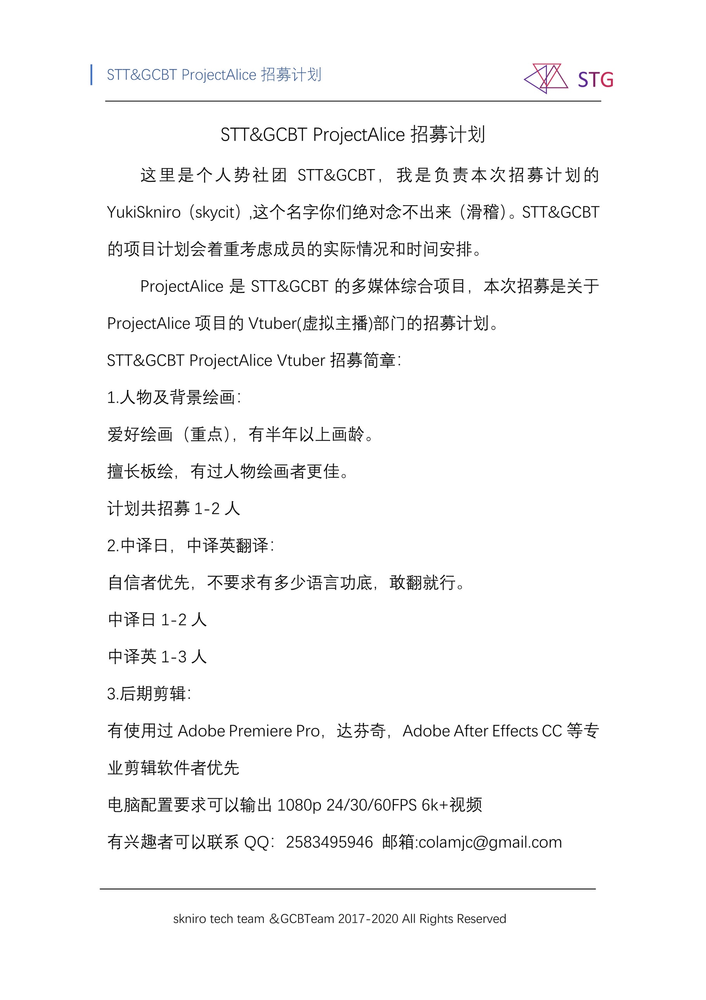 STT&GCBT ProjectAlice 招募计划
STG
STT&GCBT ProjectAlice 招募计划
这里是个人势社团 STT&GCBT，我是负责本次招募计划的
YukiSkniro（skycit）,这个名字你们绝对念不出来（滑稽）。STT&GCBT
的项目计划会着重考虑成员的实际情况和时间安排。
ProjectAlice 是 STT&GCBT 的多媒体综合项目，本次招募是关于
ProjectAlice 项目的 Vtuber(虚拟主播)部门的招募计划。
STT&GCBT ProjectAlice Vtuber 招募简章：
1.人物及背景绘画：
爱好绘画（重点），有半年以上画龄。
擅长板绘，有过人物绘画者更佳。
计划共招募 1-2 人
2.中译日，中译英翻译：
自信者优先，不要求有多少语言功底，敢翻就行。
中译日 1-2 人
中译英 1-3 人
3.后期剪辑：
有使用过 Adobe Premiere Pro，达芬奇，Adobe After Effects CC 等专
业剪辑软件者优先
电脑配置要求可以输出 1080p 24/30/60FPS 6k+视频
有兴趣者可以联系 QQ：2583495946 邮箱:colamjc@gmail.com
skniro tech team &GCBTeam 2017-2020 All Rights Reserved